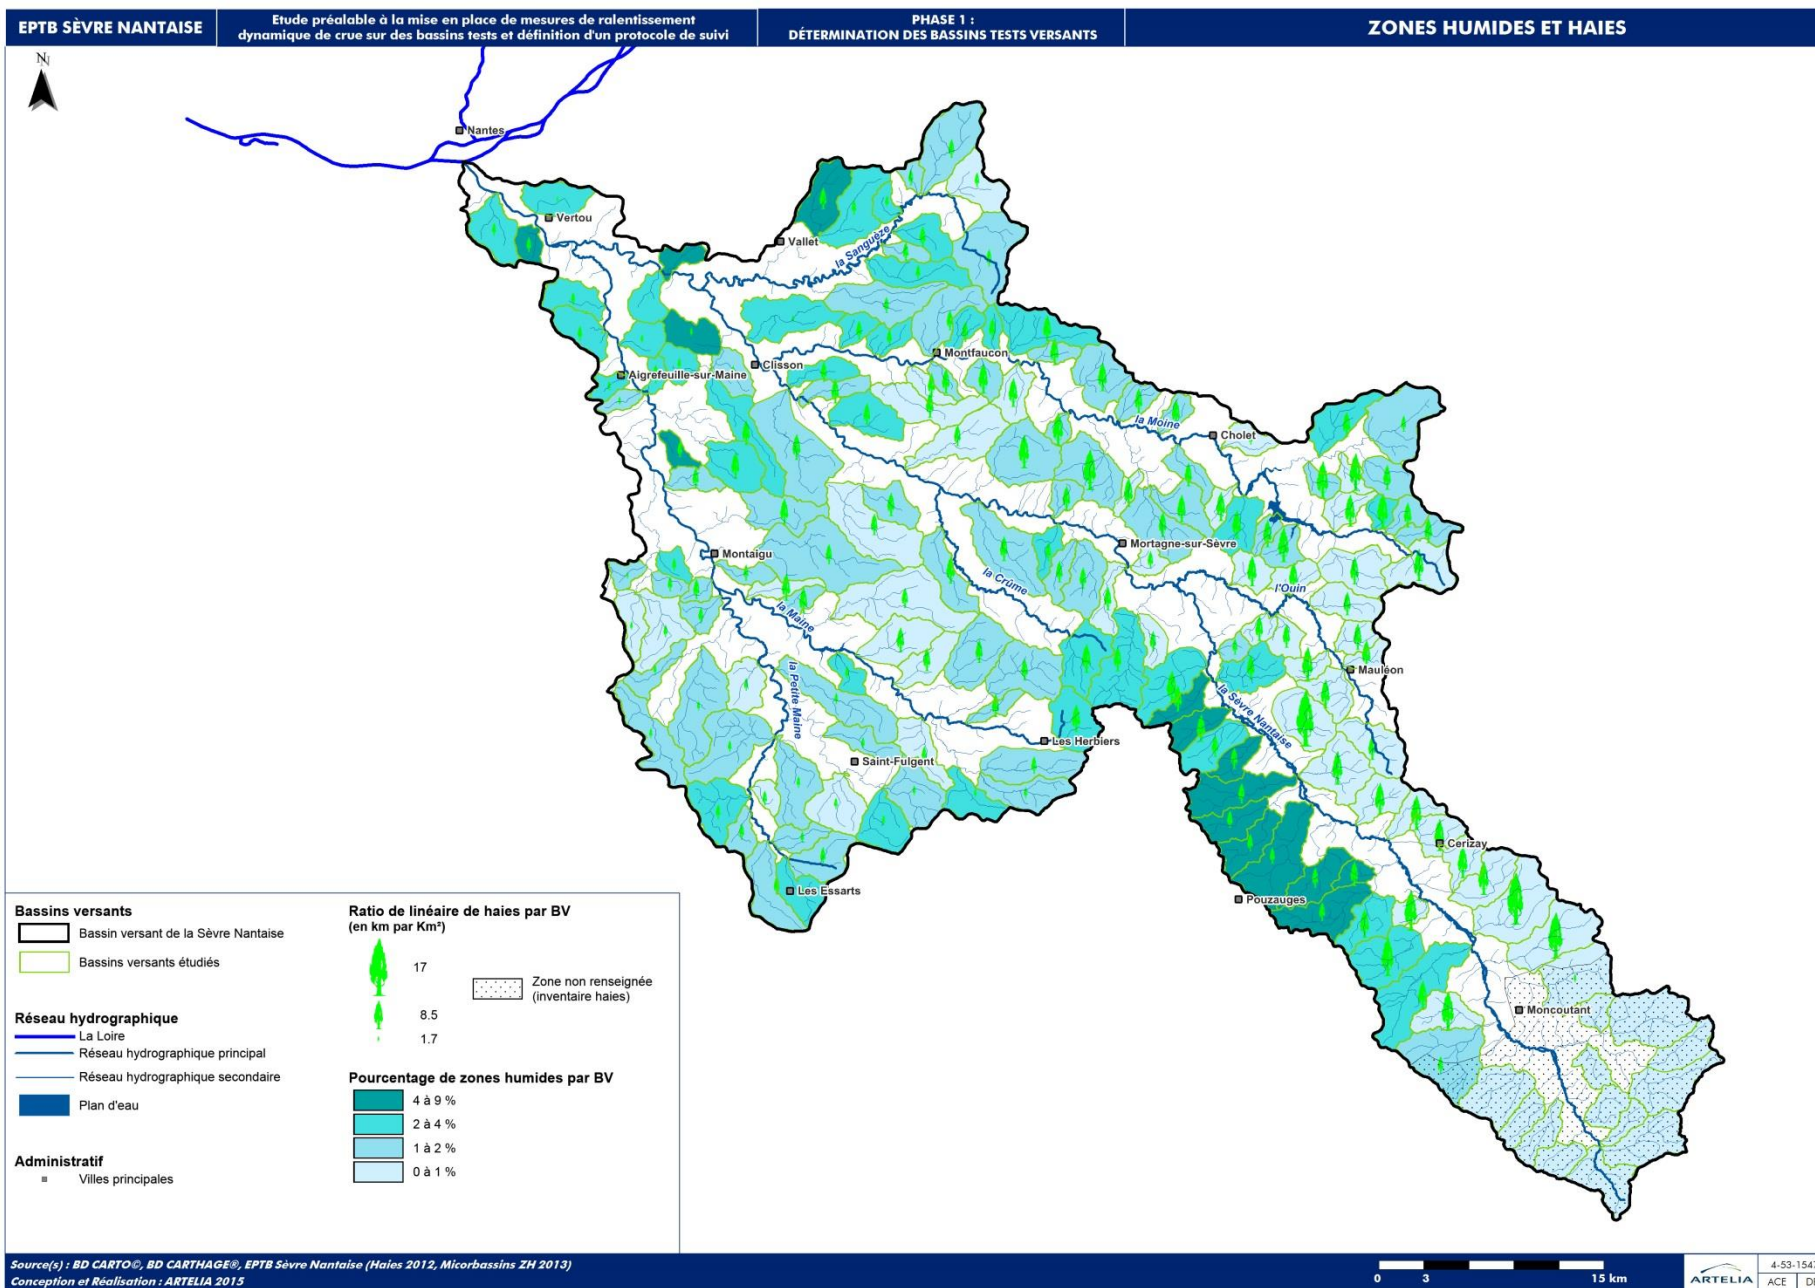 EPTB SÈVRE NANTAISE
Etude préalable à la mise en place de mesures de ralentissement
dynamique de crue sur des bassins tests et définition d'un protocole de suivi
PHASE 1 :
DÉTERMINATION DES BASSINS TESTS VERSANTS
ZONES HUMIDES ET HAIES
N
Nantes
Vertou
Vallet
la Sanguèze
Montfaucon
Clisson
Aigrefeuille-sur-Maine
la Moine
Cholet
Mortagne-sur-Sèvre
Montaigu
la Crûme
l'Ouin
la Maine
Mauléon
la Petite Maine
la Sèvre Nantaise
Les Herbiers
Saint-Fulgent
Cerizay
Les Essarts
Pouzauges
Moncoutant
Bassins versants
Bassin versant de la Sèvre Nantaise
Bassins versants étudiés
Réseau hydrographique
La Loire
Réseau hydrographique principal
Réseau hydrographique secondaire
Plan d'eau
Administratif
Villes principales
Ratio de linéaire de haies par BV
(en km par Km²)
17
8.5
1.7
Zone non renseignée
(inventaire haies)
Pourcentage de zones humides par BV
4 à 9 %
2 à 4 %
1 à 2 %
0 à 1 %
Source(s) : BD CARTO©, BD CARTHAGE®, EPTB Sèvre Nantaise (Haies 2012, Micorbassins ZH 2013)
Conception et Réalisation : ARTELIA 2015
0 3 15 km
ARTELIA
4-53-154
ACE